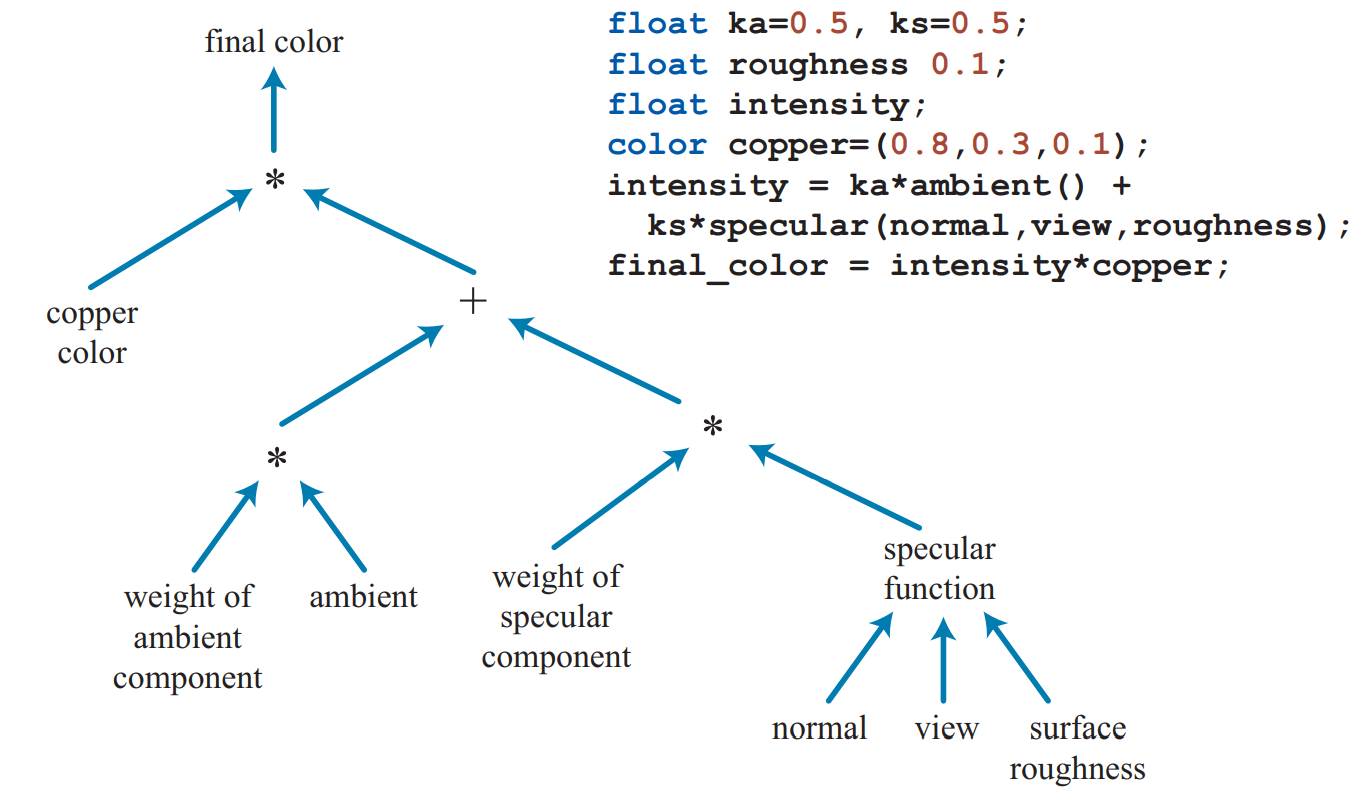 final color
float ka=0.5, ks=0.5;
float roughness 0.1;
float intensity;
color copper=(0.8,0.3,0.1);
intensity = ka*ambient() +
ks*specular(normal,view,roughness);
final_color = intensity*copper;
*
copper
color
+
*
*
weight of
ambient
component
ambient
weight of
specular
component
specular
function
normal
view
surface
roughness